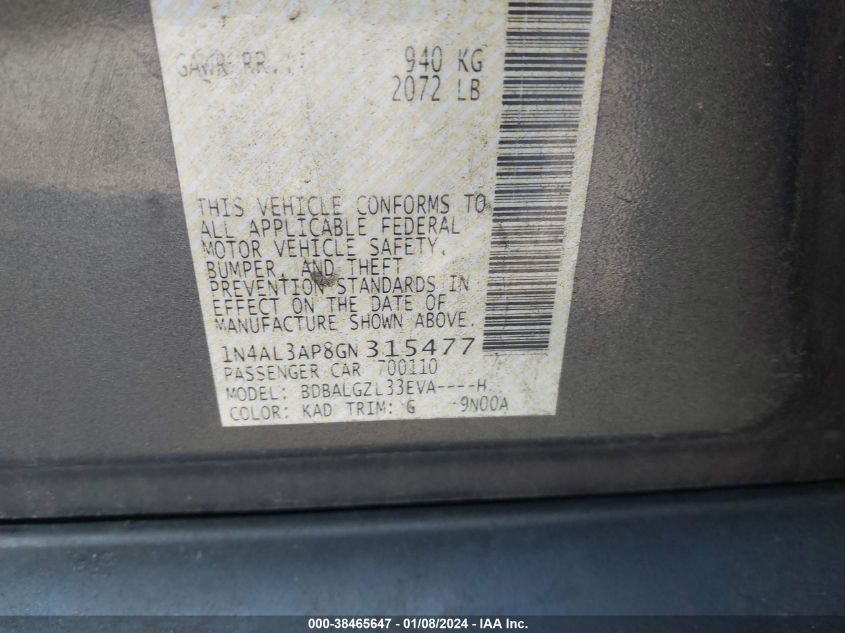 GAWR RR.: 940 KG
2072 LB
THIS VEHICLE CONFORMS TO
ALL APPLICABLE FEDERAL
MOTOR VEHICLE SAFETY,
BUMPER, AND THEFT
PREVENTION STANDARDS IN
EFFECT ON THE DATE OF
MANUFACTURE SHOWN ABOVE.
1N4AL3AP8GN 315477
PASSENGER CAR 700110
MODEL: BDBALGZL33EVA----H
COLOR: KAD TRIM: G 9N00A
000-38465647 - 01/08/2024 - IAA Inc.